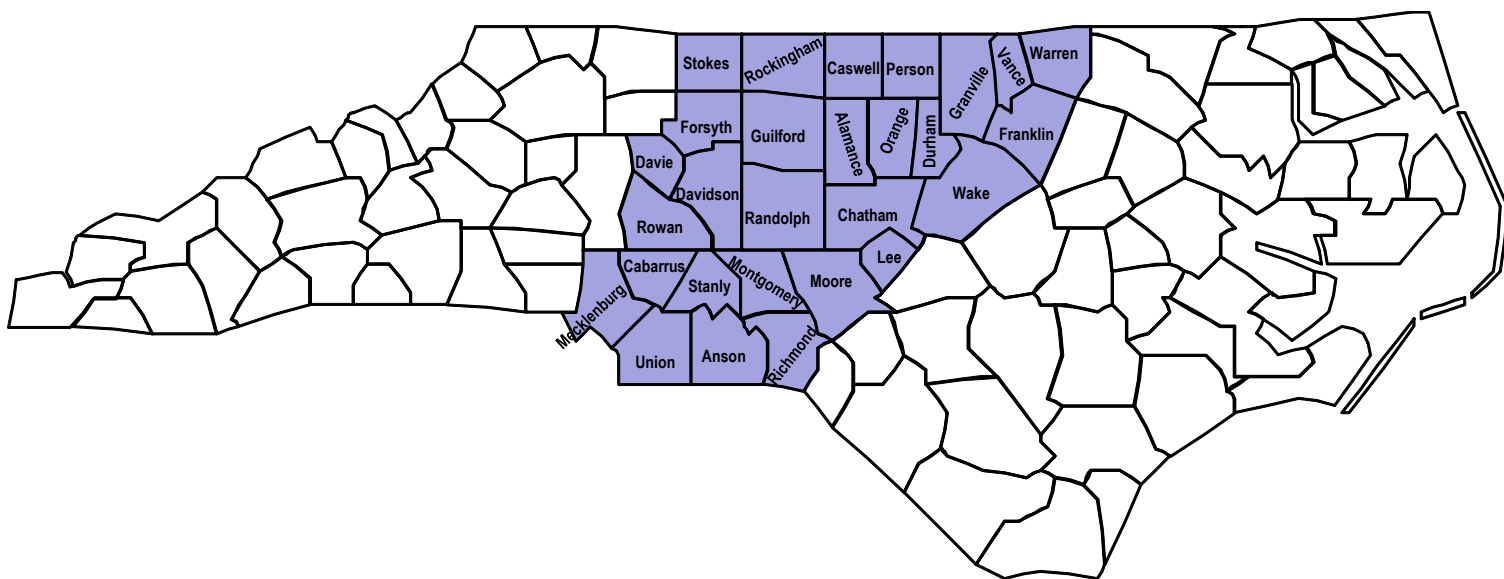 Stokes
Rockingham
Caswell
Person
Granville
Vance
Warren
Forsyth
Guilford
Alamance
Orange
Durham
Franklin
Davie
Davidson
Randolph
Chatham
Wake
Rowan
Lee
Mecklenburg
Cabarrus
Stanly
Montgomery
Moore
Union
Anson
Richmond